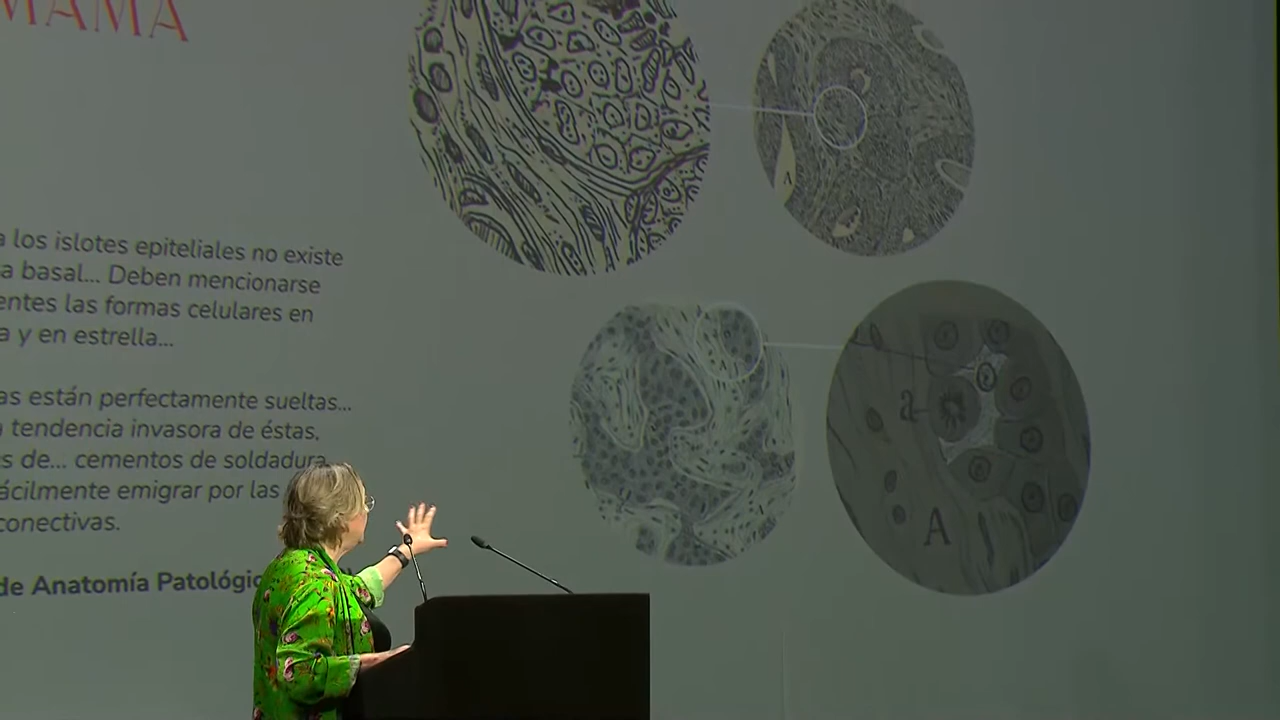 MAMA
a los islotes epiteliales no existe
a basal... Deben mencionarse
entes las formas celulares en
a y en estrella...
as están perfectamente sueltas...
a tendencia invasora de éstas,
s de... cementos de soldadura
ácilmente emigrar por las
conectivas.
de Anatomía Patológic
A
a
A